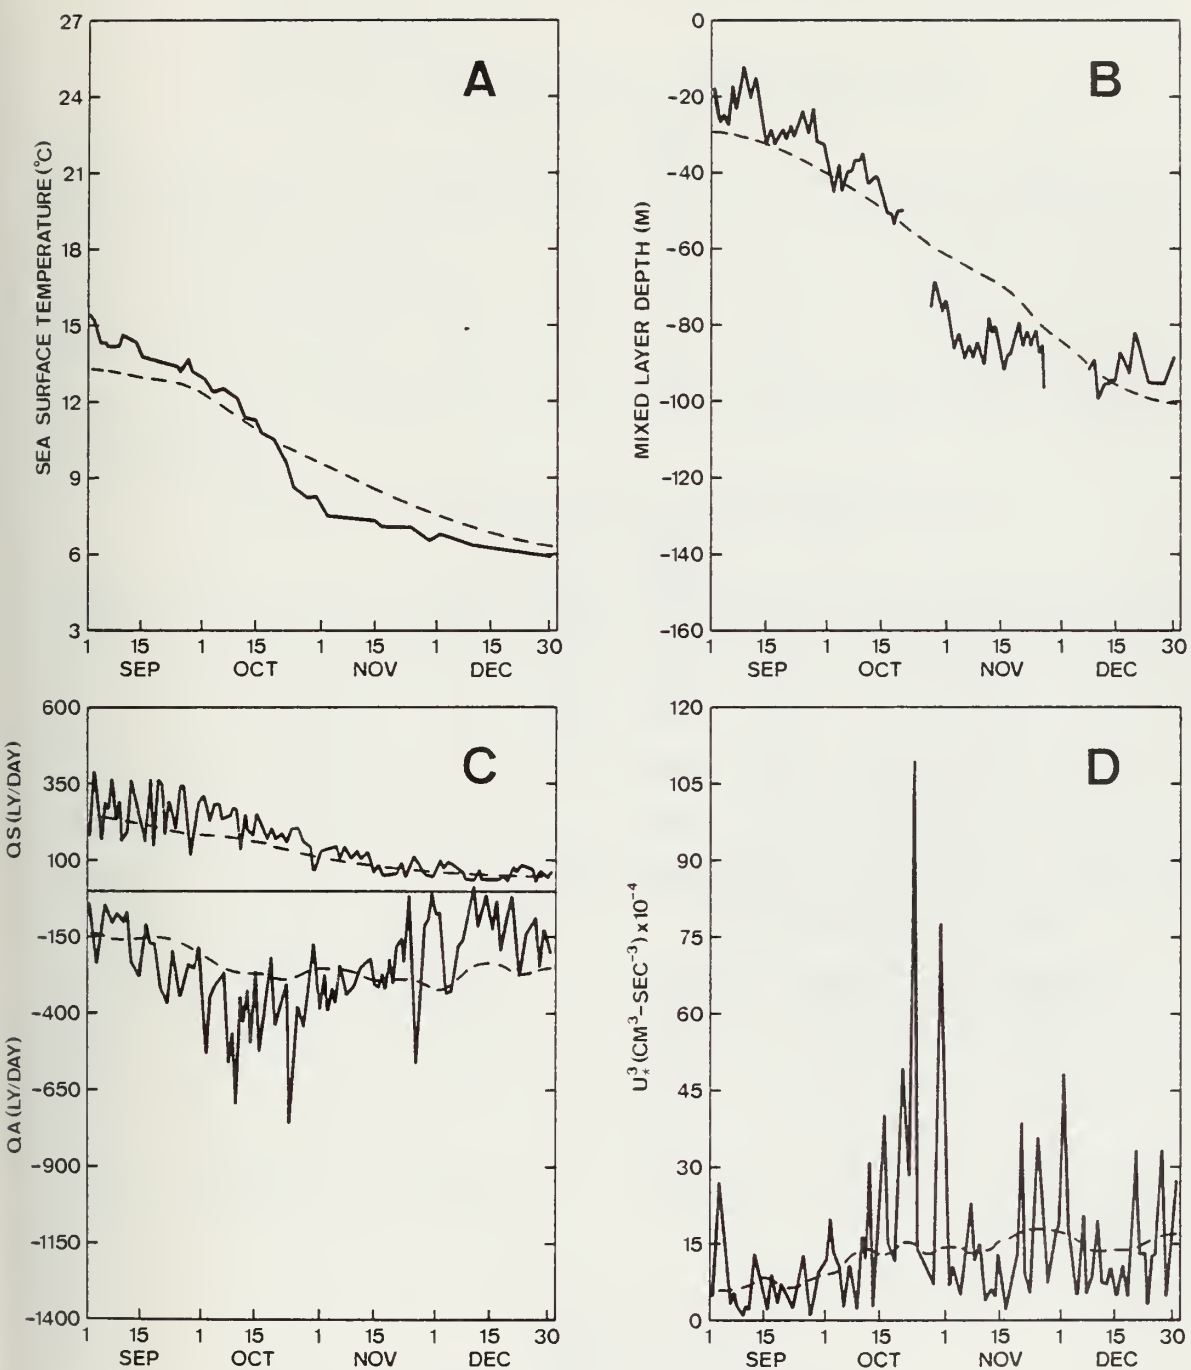 A
SEA SURFACE TEMPERATURE (°C)
27
24
21
18
15
12
9
6
3
1 15 1 15 1 15 1 15 30
SEP OCT NOV DEC
B
MIXED LAYER DEPTH (M)
0
-20
-40
-60
-80
-100
-120
-140
-160
1 15 1 15 1 15 1 15 30
SEP OCT NOV DEC
C
QS (LY/DAY)
QA (LY/DAY)
600
350
100
-150
-400
-650
-900
-1150
-1400
1 15 1 15 1 15 1 15 30
SEP OCT NOV DEC
D
U*³ (CM³-SEC⁻³) x10⁻⁴
120
105
90
75
60
45
30
15
0
1 15 1 15 1 15 1 15 30
SEP OCT NOV DEC